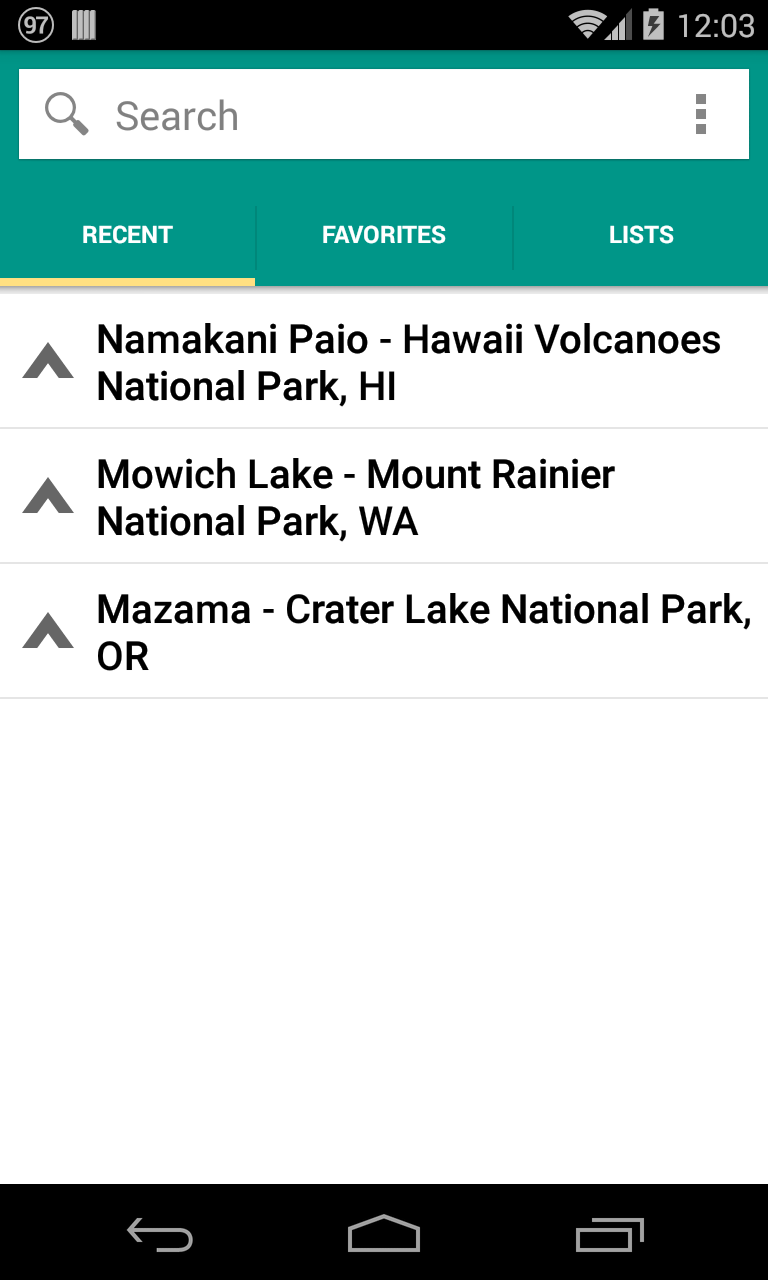 97 12:03
Search
RECENT FAVORITES LISTS
Namakani Paio - Hawaii Volcanoes
National Park, HI
Mowich Lake - Mount Rainier
National Park, WA
Mazama - Crater Lake National Park,
OR